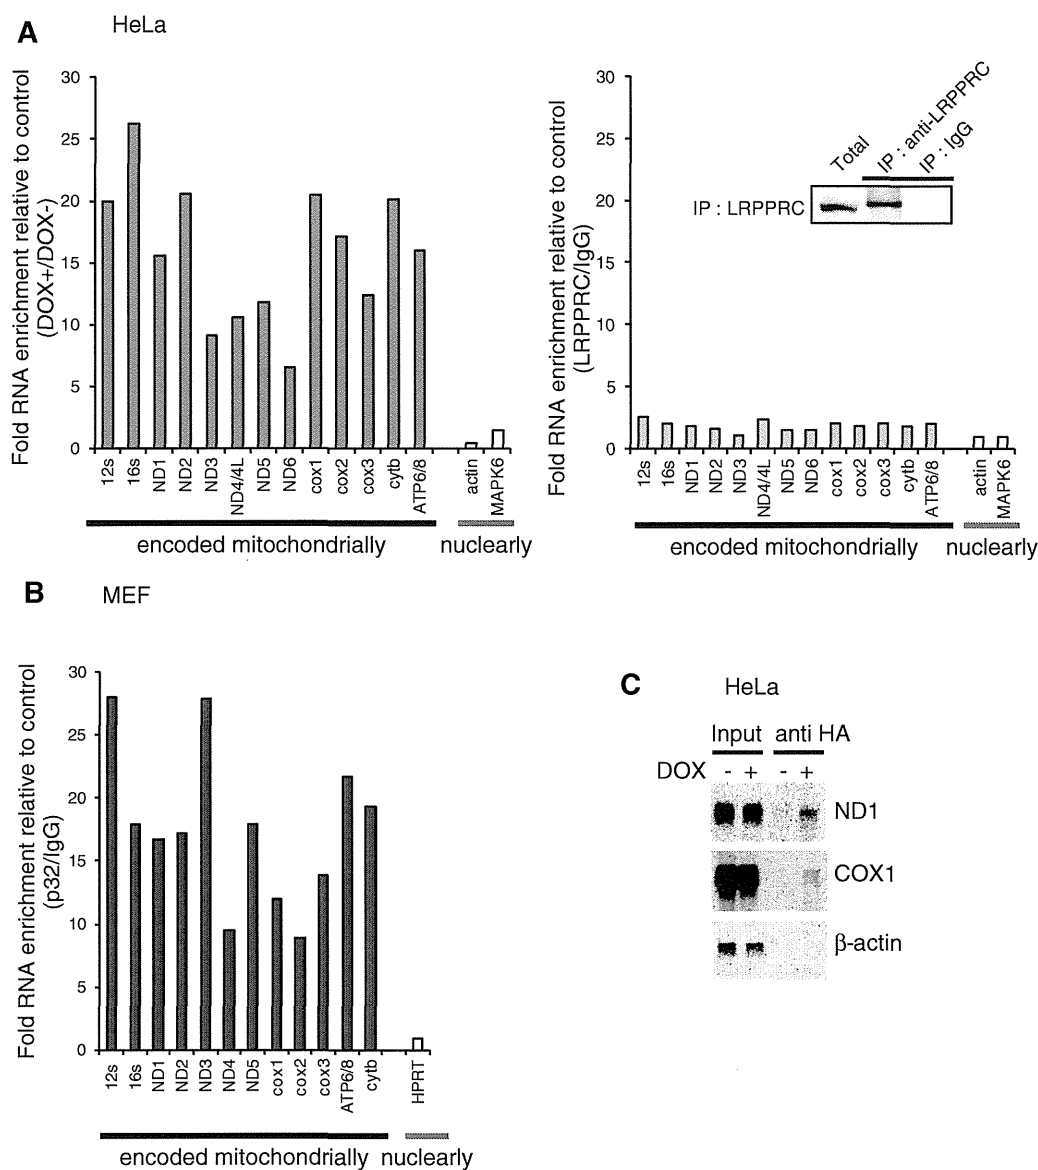 A
HeLa
Fold RNA enrichment relative to control
(DOX+/DOX-)
30
25
20
15
10
5
0
12s
16s
ND1
ND2
ND3
ND4/4L
ND5
ND6
cox1
cox2
cox3
cytb
ATP6/8
actin
MAPK6
encoded mitochondrially
nuclearly
Fold RNA enrichment relative to control
(LRPPRC/IgG)
30
25
20
15
10
5
0
Total
IP : anti-LRPPRC
IP : IgG
IP : LRPPRC
12s
16s
ND1
ND2
ND3
ND4/4L
ND5
ND6
cox1
cox2
cox3
cytb
ATP6/8
actin
MAPK6
encoded mitochondrially
nuclearly
B
MEF
Fold RNA enrichment relative to control
(p32/IgG)
30
25
20
15
10
5
0
12s
16s
ND1
ND2
ND3
ND4
ND5
cox1
cox2
cox3
ATP6/8
cytb
HPRT
encoded mitochondrially
nuclearly
C
HeLa
Input anti HA
DOX - + - +
ND1
COX1
β-actin